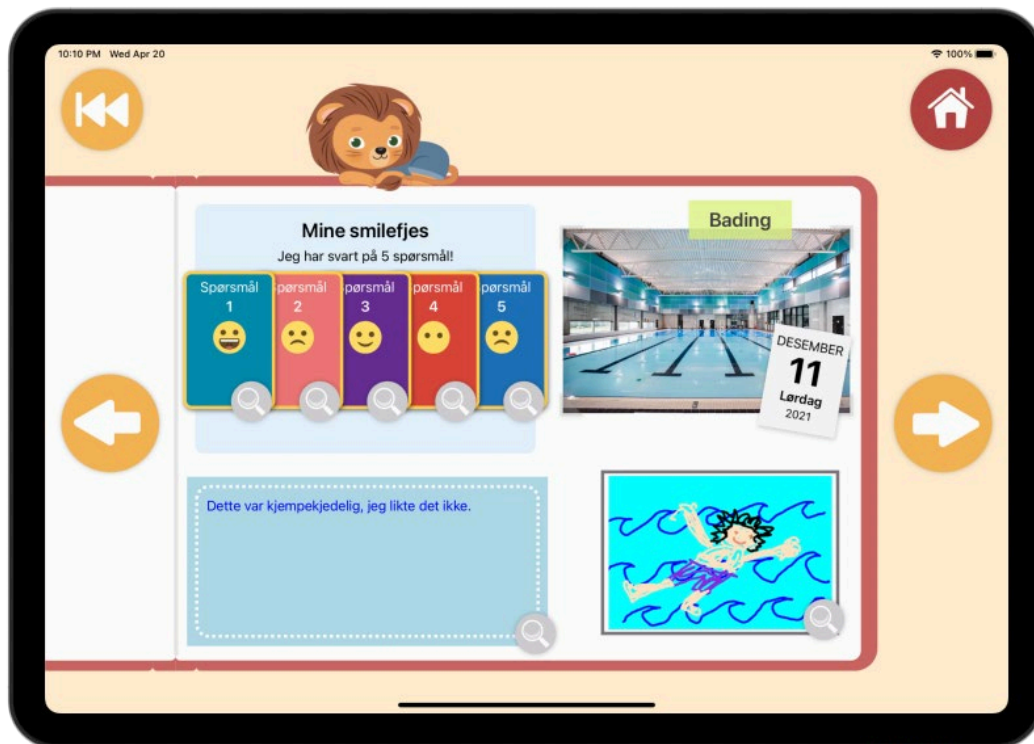 10:10 PM Wed Apr 20
100%
Mine smilefjes
Jeg har svart på 5 spørsmål!
Spørsmål
1
pørsmål
2
pørsmål
3
pørsmål
4
pørsmål
5
Bading
DESEMBER
11
Lørdag
2021
Dette var kjempekjedelig, jeg likte det ikke.